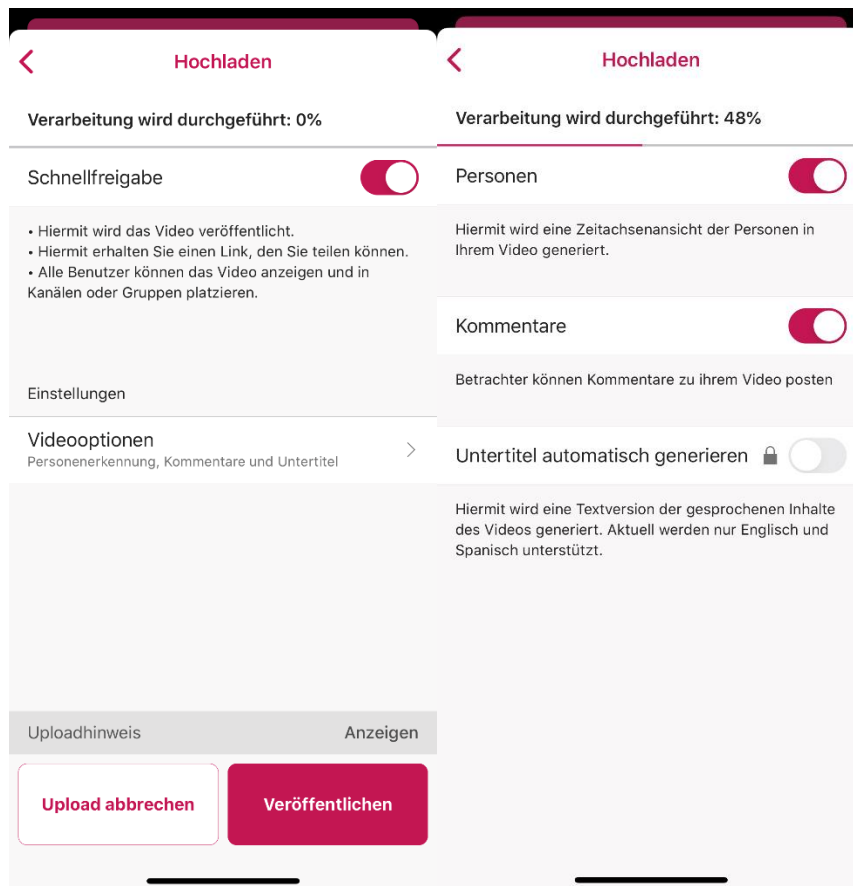 Hochladen
Verarbeitung wird durchgeführt: 0%
Schnellfreigabe
• Hiermit wird das Video veröffentlicht.
• Hiermit erhalten Sie einen Link, den Sie teilen können.
• Alle Benutzer können das Video anzeigen und in
Kanälen oder Gruppen platzieren.
Einstellungen
Videooptionen
Personenerkennung, Kommentare und Untertitel
Uploadhinweis Anzeigen
Upload abbrechen Veröffentlichen
Hochladen
Verarbeitung wird durchgeführt: 48%
Personen
Hiermit wird eine Zeitachsenansicht der Personen in
Ihrem Video generiert.
Kommentare
Betrachter können Kommentare zu ihrem Video posten
Untertitel automatisch generieren
Hiermit wird eine Textversion der gesprochenen Inhalte
des Videos generiert. Aktuell werden nur Englisch und
Spanisch unterstützt.